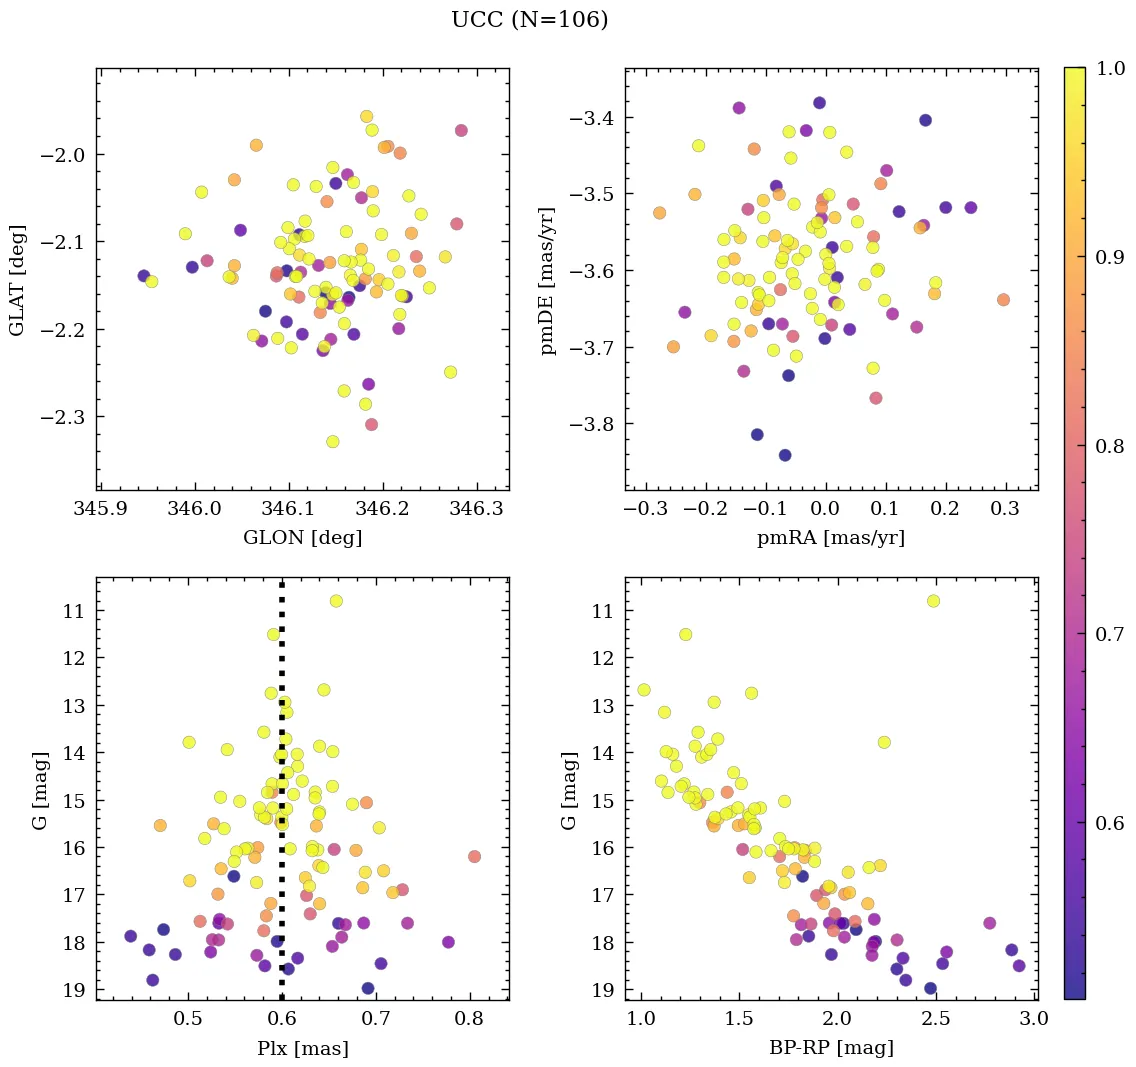 UCC (N=106)
−2.0
−2.1
−2.2
−2.3
GLAT [deg]
345.9 346.0 346.1 346.2 346.3
GLON [deg]
−3.4
−3.5
−3.6
−3.7
−3.8
pmDE [mas/yr]
−0.3 −0.2 −0.1 0.0 0.1 0.2 0.3
pmRA [mas/yr]
11
12
13
14
15
16
17
18
19
G [mag]
0.5 0.6 0.7 0.8
Plx [mas]
11
12
13
14
15
16
17
18
19
G [mag]
1.0 1.5 2.0 2.5 3.0
BP-RP [mag]
1.0
0.9
0.8
0.7
0.6